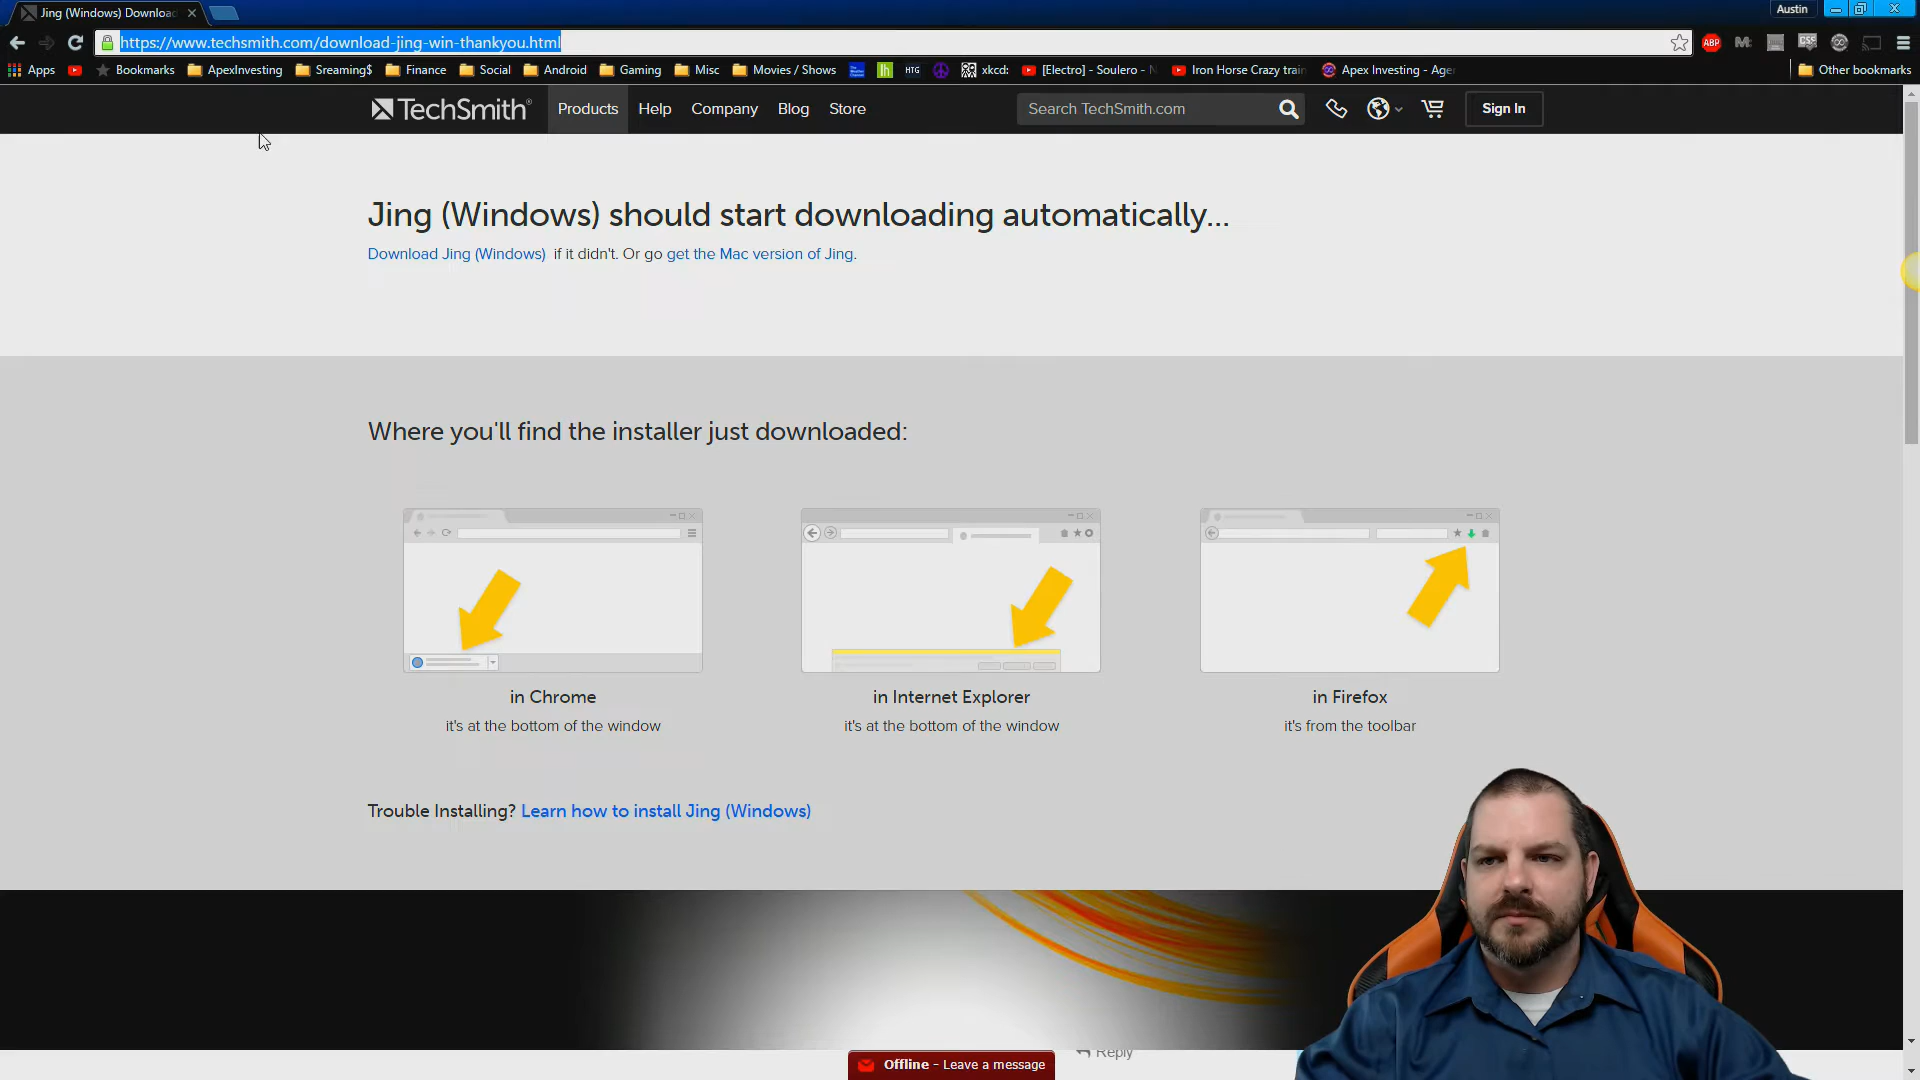 Jing (Windows) Downloa
Austin
https://www.techsmith.com/download-jing-win-thankyou.html
ABP
Apps
Bookmarks
ApexInvesting
Sreaming$
Finance
Social
Android
Gaming
Misc
Movies / Shows
HTG
xkcd:
[Electro] - Soulero -
Iron Horse Crazy train
Apex Investing - Age
Other bookmarks
TechSmith
Products
Help
Company
Blog
Store
Search TechSmith.com
Sign In
Jing (Windows) should start downloading automatically...
Download Jing (Windows) if it didn't. Or go get the Mac version of Jing.
Where you'll find the installer just downloaded:
in Chrome
it's at the bottom of the window
in Internet Explorer
it's at the bottom of the window
in Firefox
it's from the toolbar
Trouble Installing? Learn how to install Jing (Windows)
Reply
Offline - Leave a message